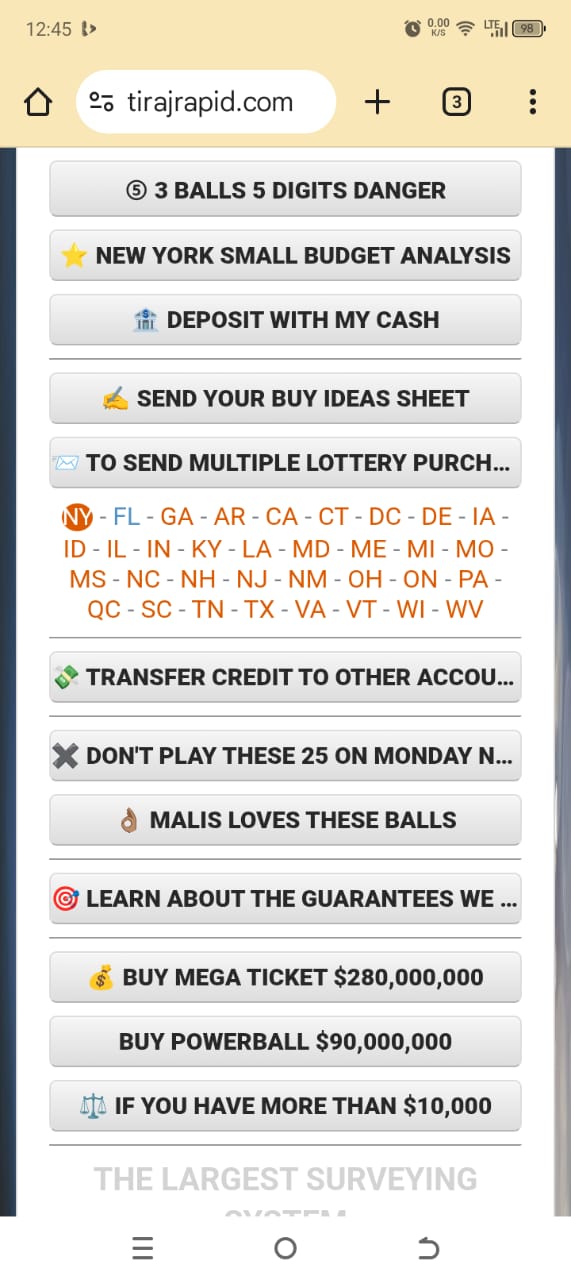 12:45
0.00 K/S LTE 98
tirajrapid.com
3
⑤ 3 BALLS 5 DIGITS DANGER
⭐ NEW YORK SMALL BUDGET ANALYSIS
🏦 DEPOSIT WITH MY CASH
✍️ SEND YOUR BUY IDEAS SHEET
📨 TO SEND MULTIPLE LOTTERY PURCH...
NY - FL - GA - AR - CA - CT - DC - DE - IA -
ID - IL - IN - KY - LA - MD - ME - MI - MO -
MS - NC - NH - NJ - NM - OH - ON - PA -
QC - SC - TN - TX - VA - VT - WI - WV
💸 TRANSFER CREDIT TO OTHER ACCOU...
✖️ DON'T PLAY THESE 25 ON MONDAY N...
👌🏽 MALIS LOVES THESE BALLS
🎯 LEARN ABOUT THE GUARANTEES WE ...
💰 BUY MEGA TICKET $280,000,000
BUY POWERBALL $90,000,000
⚖️ IF YOU HAVE MORE THAN $10,000
THE LARGEST SURVEYING
SYSTEM